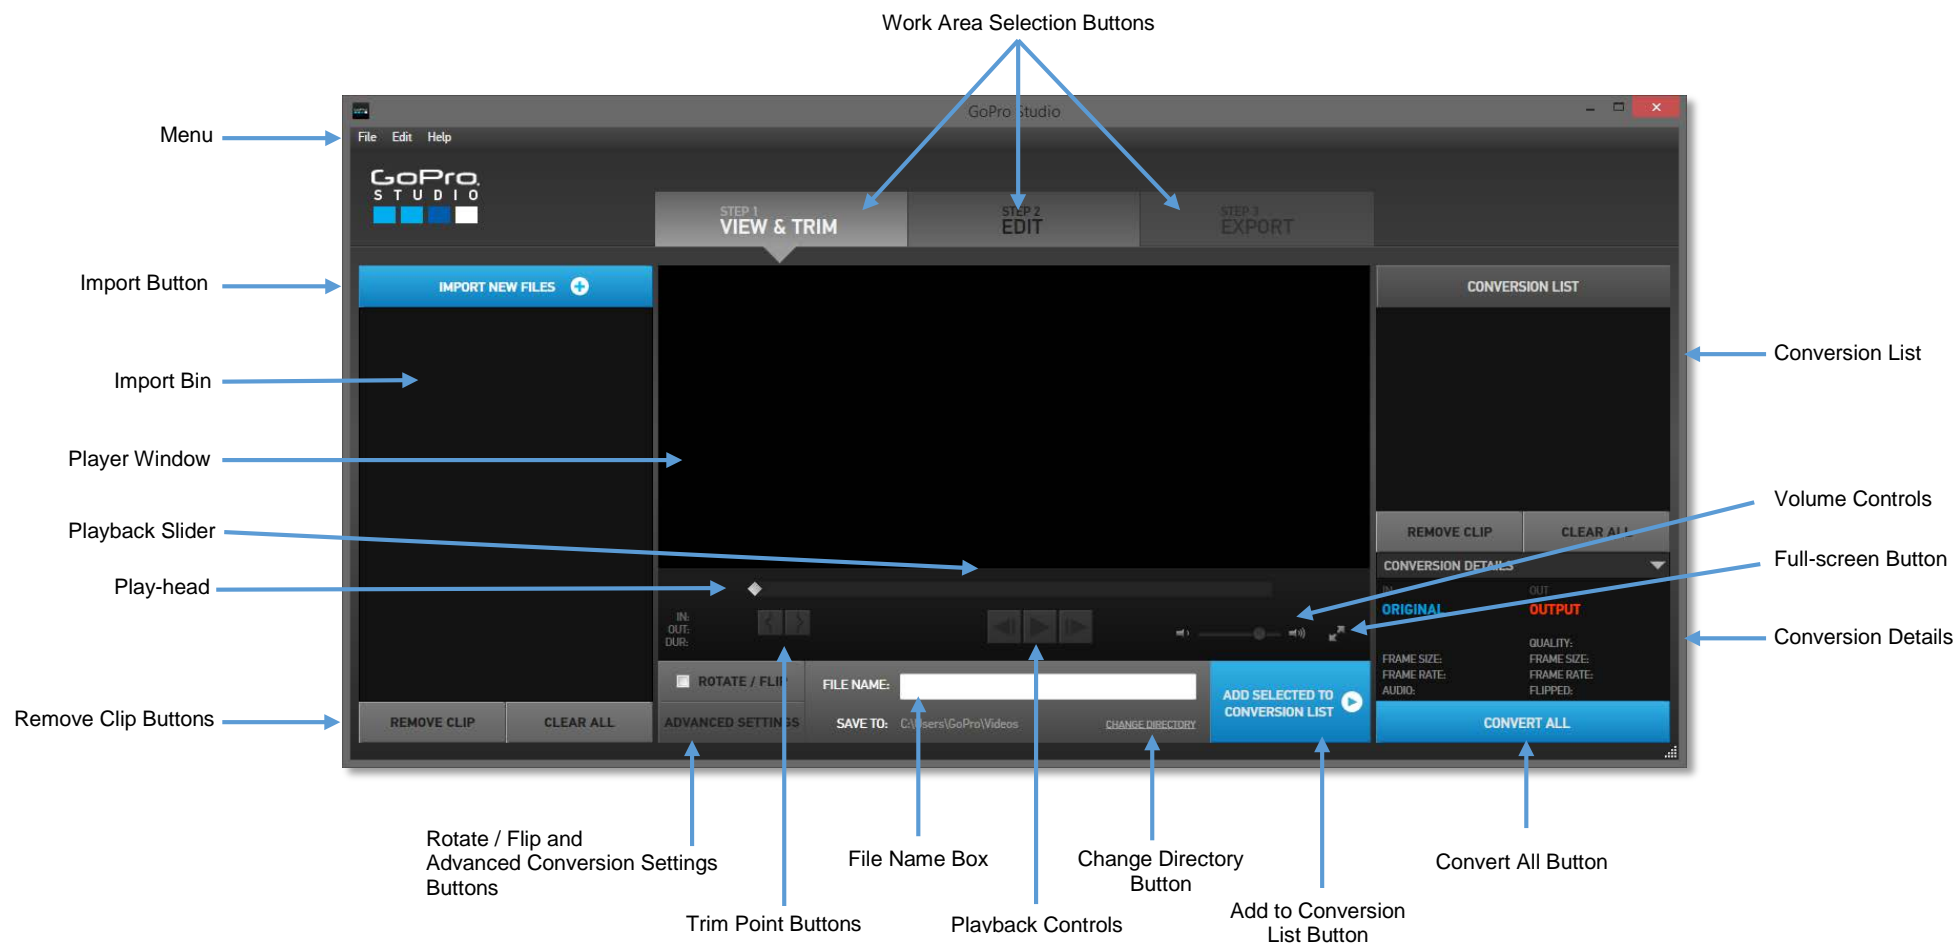 Work Area Selection Buttons
GoPro Studio
Menu
File Edit Help
GoPro
STUDIO
STEP 1
VIEW & TRIM
STEP 2
EDIT
STEP 3
EXPORT
Import Button
IMPORT NEW FILES
CONVERSION LIST
Conversion List
Import Bin
Player Window
Volume Controls
Playback Slider
REMOVE CLIP
CLEAR ALL
Full-screen Button
CONVERSION DETAILS
Play-head
IN
OUT
ORIGINAL
OUTPUT
IN:
OUT:
DUR:
Conversion Details
QUALITY:
FRAME SIZE:
FRAME SIZE:
FRAME RATE:
FRAME RATE:
AUDIO:
FLIPPED:
ROTATE / FLIP
FILE NAME:
ADD SELECTED TO
CONVERSION LIST
Remove Clip Buttons
REMOVE CLIP
CLEAR ALL
ADVANCED SETTINGS
SAVE TO: C:\Users\GoPro\Videos
CHANGE DIRECTORY
CONVERT ALL
Rotate / Flip and
Advanced Conversion Settings
Buttons
File Name Box
Change Directory
Button
Convert All Button
Trim Point Buttons
Playback Controls
Add to Conversion
List Button